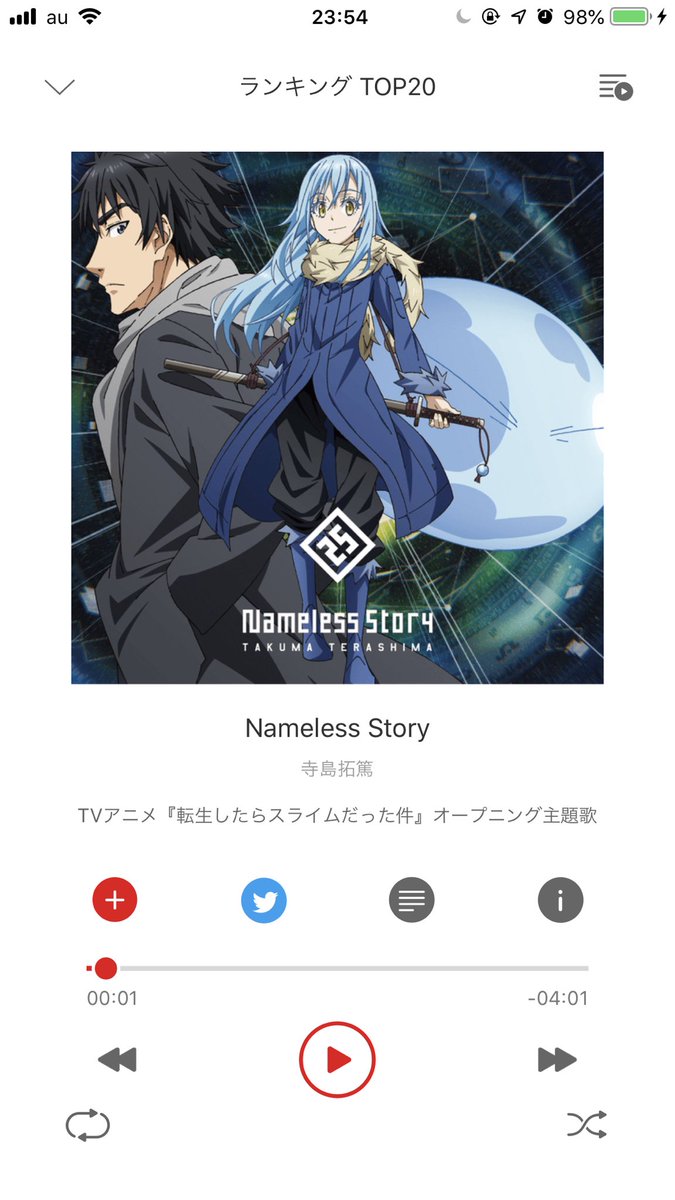 au 23:54 98%
ランキング TOP20
25
Nameless Story
TAKUMA TERASHIMA
Nameless Story
寺島拓篤
TVアニメ『転生したらスライムだった件』オープニング主題歌
00:01 -04:01